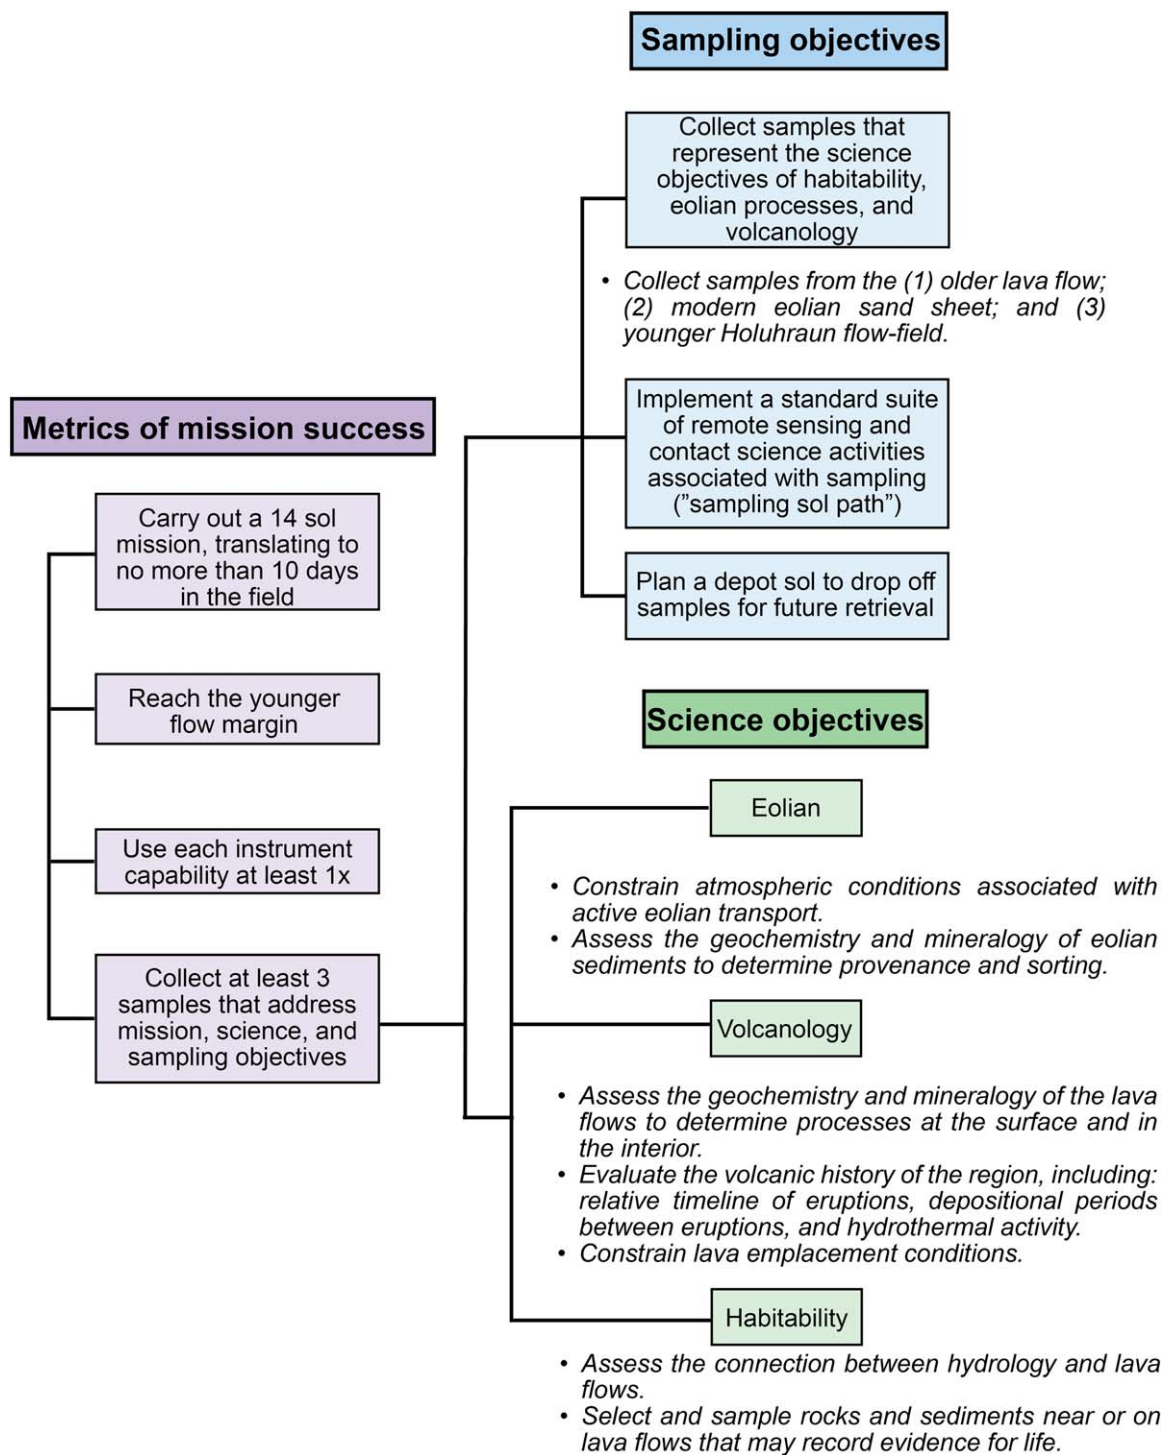 Sampling objectives
Collect samples that
represent the science
objectives of habitability,
eolian processes, and
volcanology
• Collect samples from the (1) older lava flow;
(2) modern eolian sand sheet; and (3)
younger Holuhraun flow-field.
Implement a standard suite
of remote sensing and
contact science activities
associated with sampling
(”sampling sol path”)
Plan a depot sol to drop off
samples for future retrieval
Metrics of mission success
Carry out a 14 sol
mission, translating to
no more than 10 days
in the field
Reach the younger
flow margin
Use each instrument
capability at least 1x
Collect at least 3
samples that address
mission, science, and
sampling objectives
Science objectives
Eolian
• Constrain atmospheric conditions associated with
active eolian transport.
• Assess the geochemistry and mineralogy of eolian
sediments to determine provenance and sorting.
Volcanology
• Assess the geochemistry and mineralogy of the lava
flows to determine processes at the surface and in
the interior.
• Evaluate the volcanic history of the region, including:
relative timeline of eruptions, depositional periods
between eruptions, and hydrothermal activity.
• Constrain lava emplacement conditions.
Habitability
• Assess the connection between hydrology and lava
flows.
• Select and sample rocks and sediments near or on
lava flows that may record evidence for life.